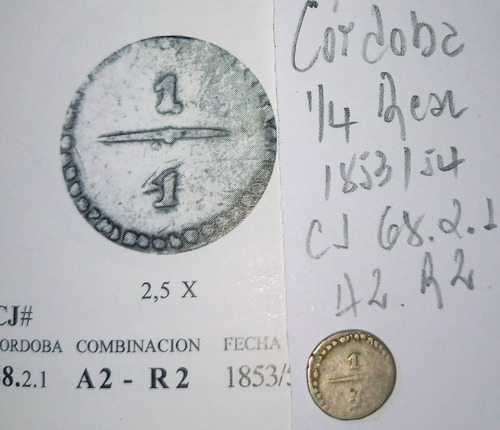 1
1
2,5 X
CJ#
ORDOBA COMBINACION FECHA
8.2.1 A2 - R2 1853/5
Córdoba
1/4 Real
1853/54
CJ 68.2.1
A2. R2
1